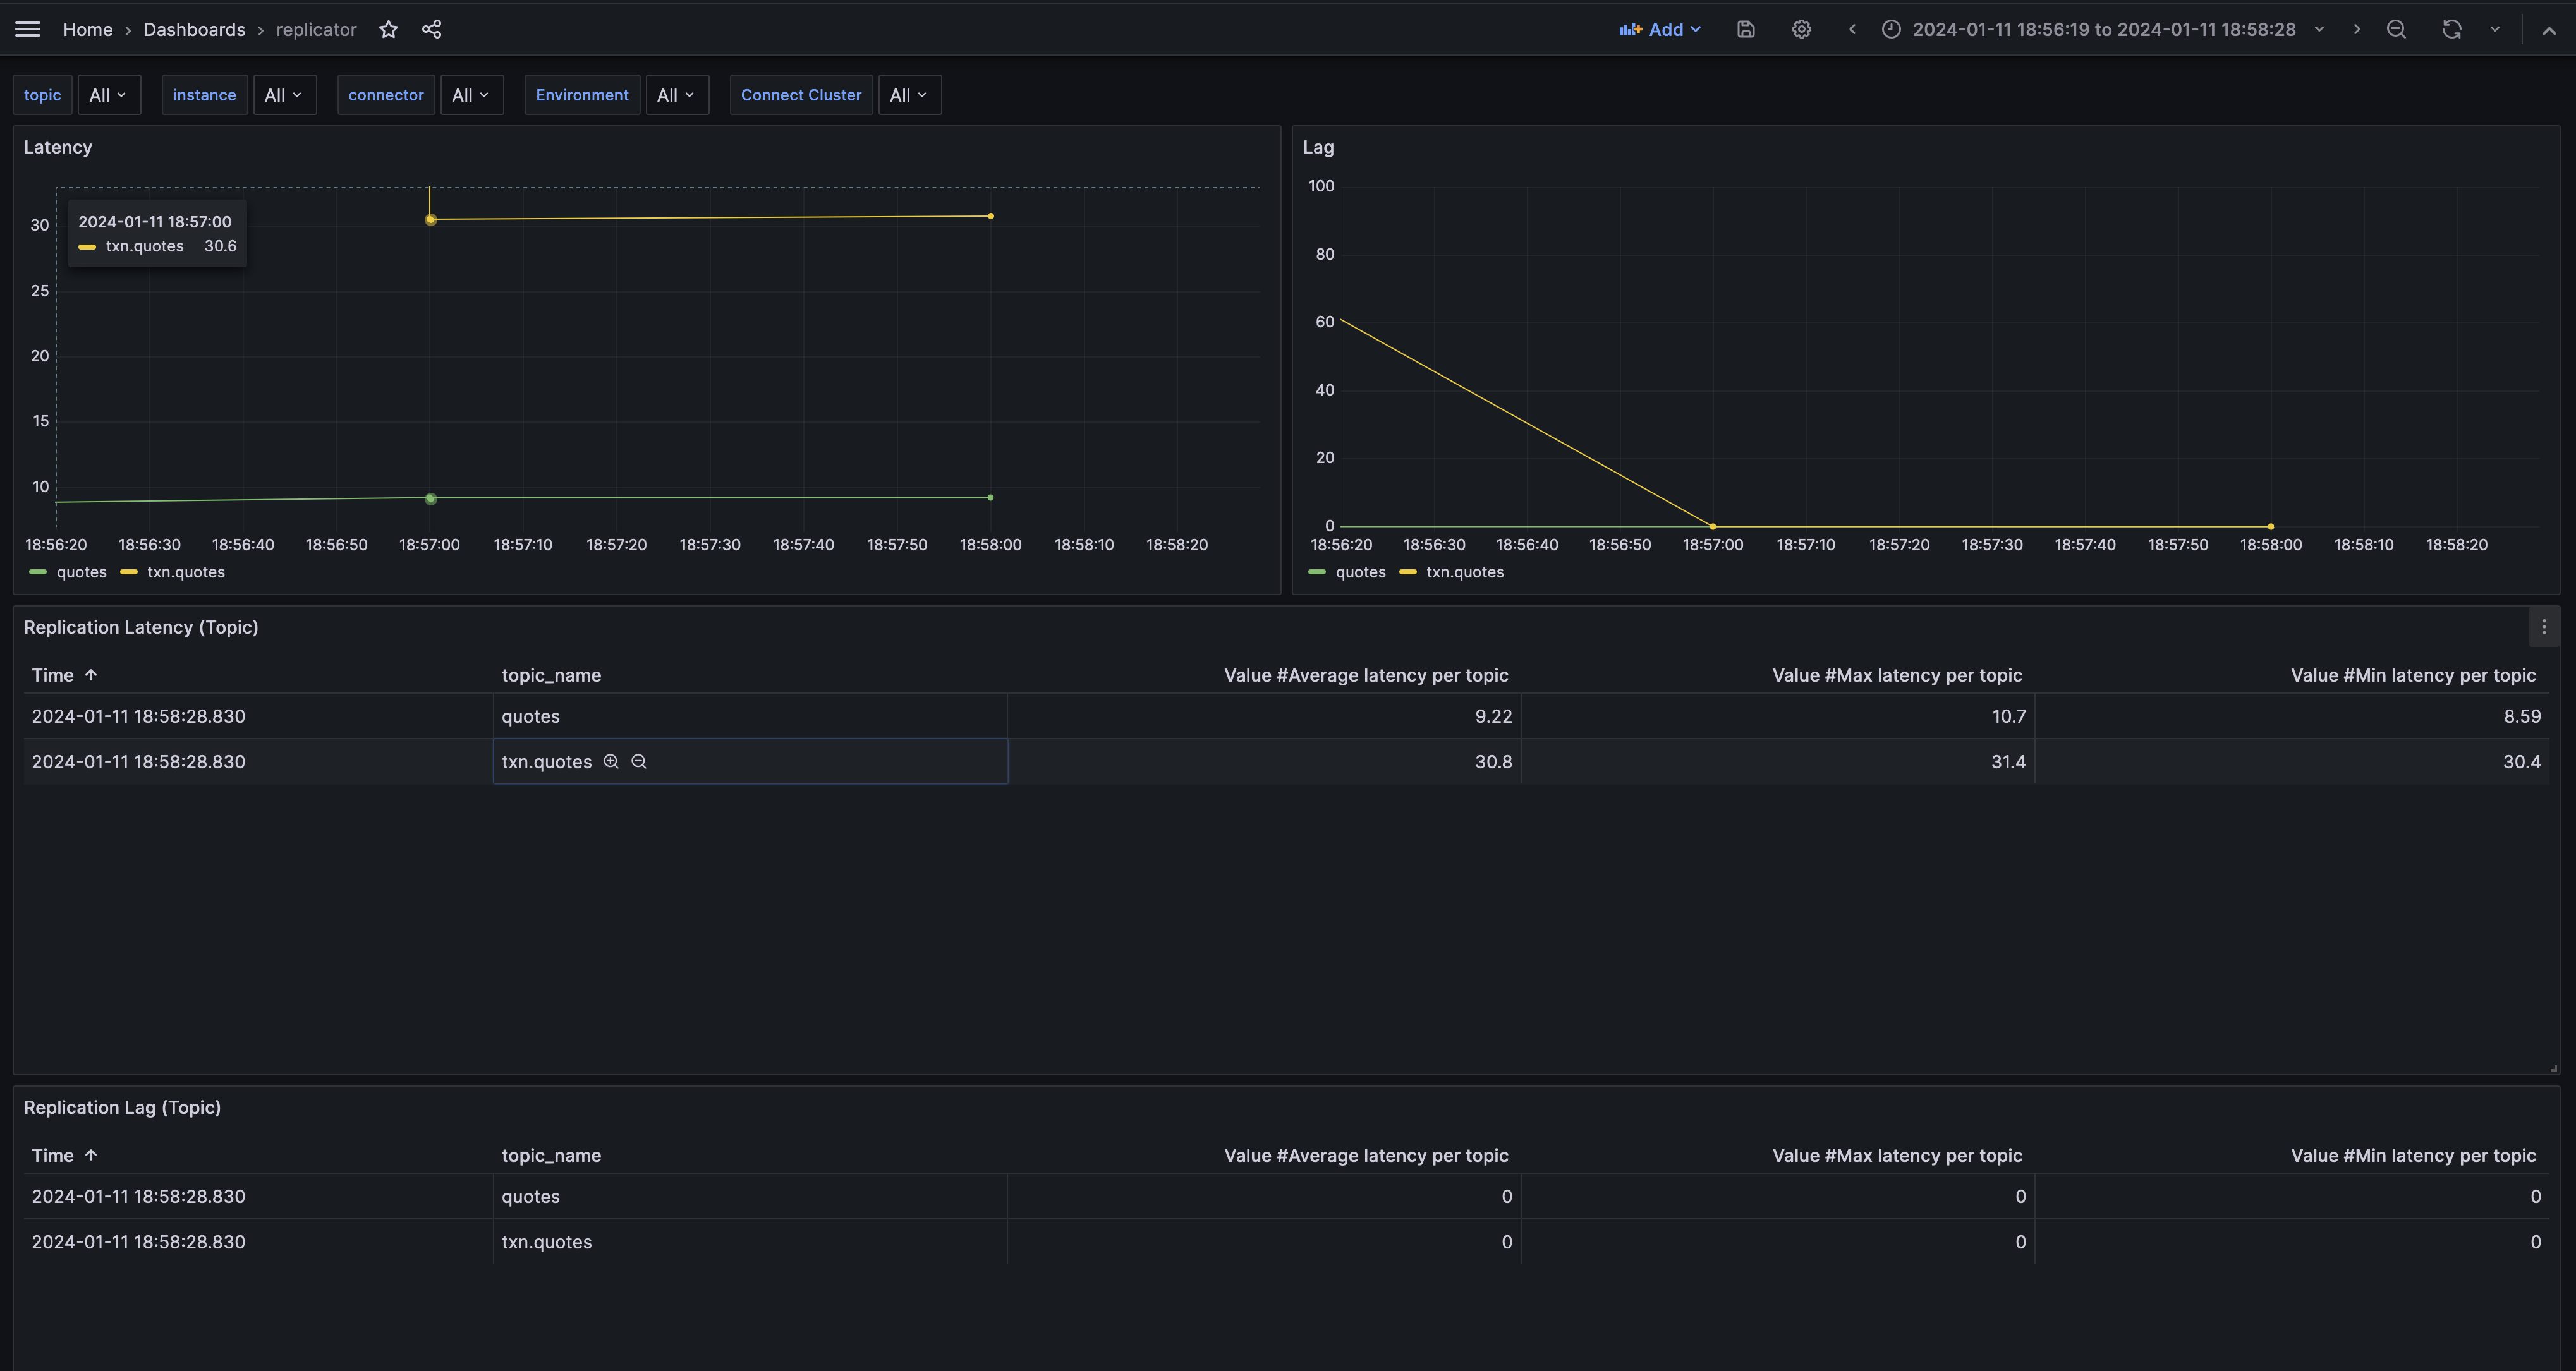 Home › Dashboards › replicator Add 2024-01-11 18:56:19 to 2024-01-11 18:58:28
topic All instance All connector All Environment All Connect Cluster All
Latency
30
25
20
15
10
2024-01-11 18:57:00
txn.quotes 30.6
18:56:20 18:56:30 18:56:40 18:56:50 18:57:00 18:57:10 18:57:20 18:57:30 18:57:40 18:57:50 18:58:00 18:58:10 18:58:20
quotes txn.quotes
Lag
100
80
60
40
20
0
18:56:20 18:56:30 18:56:40 18:56:50 18:57:00 18:57:10 18:57:20 18:57:30 18:57:40 18:57:50 18:58:00 18:58:10 18:58:20
quotes txn.quotes
Replication Latency (Topic)
Time ↑ topic_name Value #Average latency per topic Value #Max latency per topic Value #Min latency per topic
2024-01-11 18:58:28.830 quotes 9.22 10.7 8.59
2024-01-11 18:58:28.830 txn.quotes 30.8 31.4 30.4
Replication Lag (Topic)
Time ↑ topic_name Value #Average latency per topic Value #Max latency per topic Value #Min latency per topic
2024-01-11 18:58:28.830 quotes 0 0 0
2024-01-11 18:58:28.830 txn.quotes 0 0 0